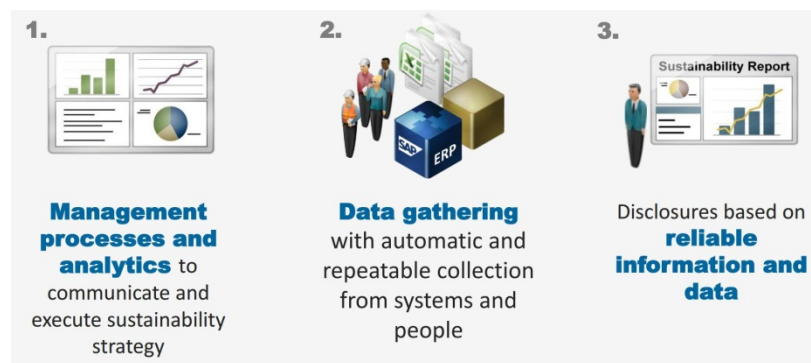 1.
Management
processes and
analytics to
communicate and
execute sustainability
strategy
2.
SAP
ERP
Data gathering
with automatic and
repeatable collection
from systems and
people
3.
Sustainability Report
Disclosures based on
reliable
information and
data